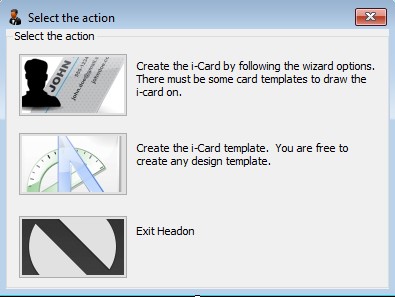 Select the action
Select the action
JOHN
Create the i-Card by following the wizard options.
There must be some card templates to draw the
i-card on.
Create the i-Card template.  You are free to
create any design template.
Exit Headon